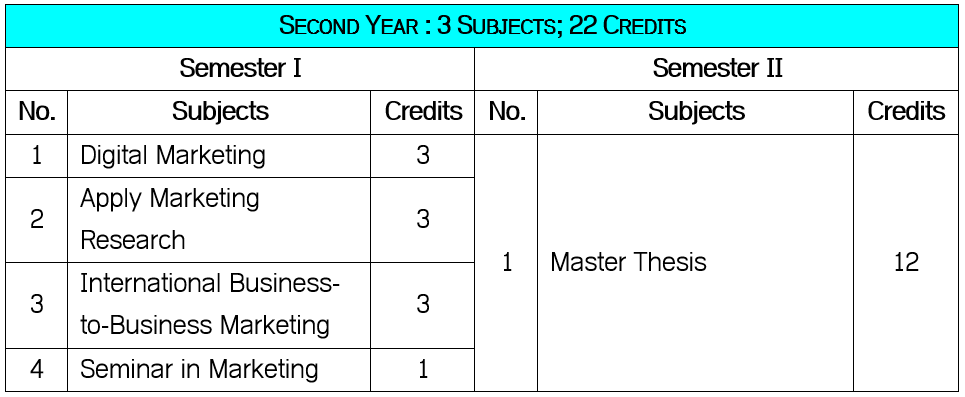 SECOND YEAR : 3 SUBJECTS; 22 CREDITS
Semester I Semester II
No. Subjects Credits No. Subjects Credits
1 Digital Marketing 3
2 Apply Marketing
Research 3
3 International Business-
to-Business Marketing 3
4 Seminar in Marketing 1
1 Master Thesis 12